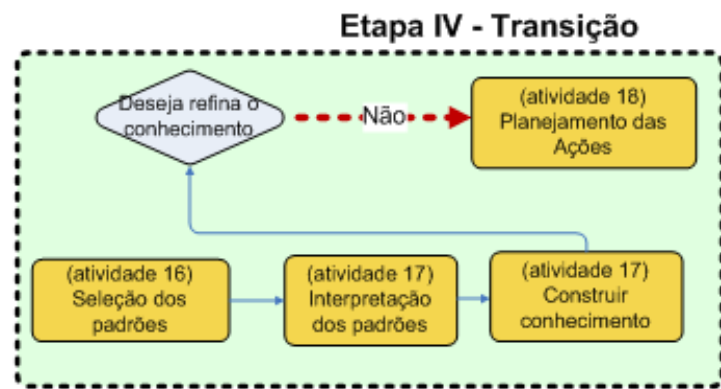 Etapa IV - Transição
Deseja refina o
conhecimento
Não
(atividade 18)
Planejamento das
Ações
(atividade 16)
Seleção dos
padrões
(atividade 17)
Interpretação
dos padrões
(atividade 17)
Construir
conhecimento